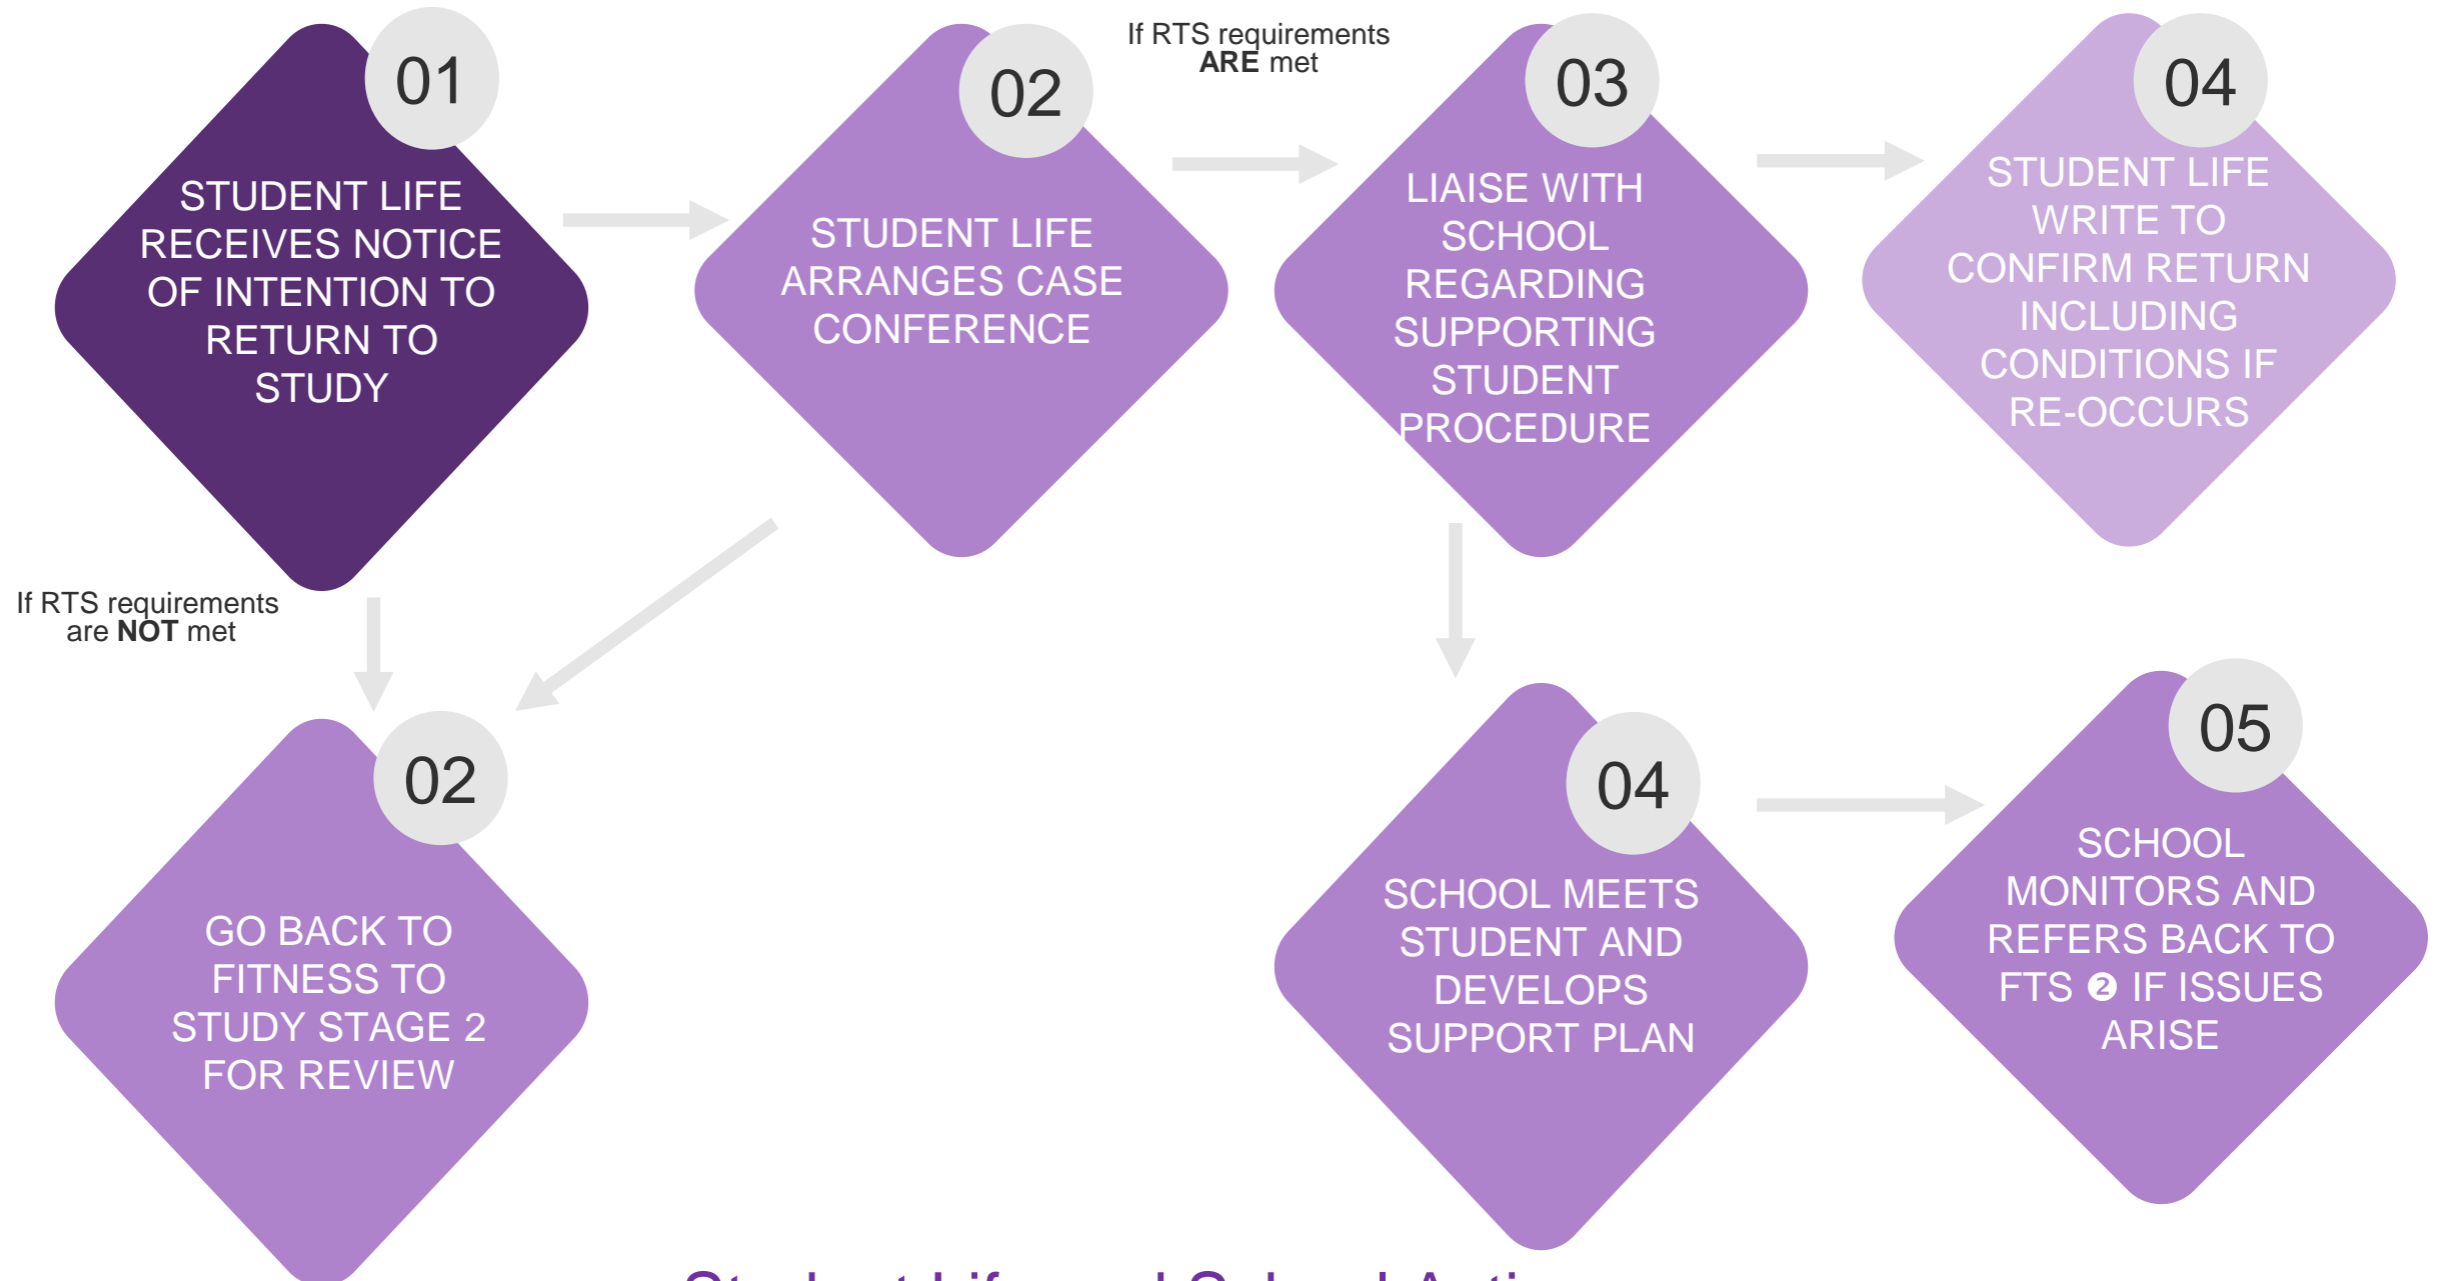 01
STUDENT LIFE
RECEIVES NOTICE
OF INTENTION TO
RETURN TO
STUDY
02
STUDENT LIFE
ARRANGES CASE
CONFERENCE
If RTS requirements
ARE met
03
LIAISE WITH
SCHOOL
REGARDING
SUPPORTING
STUDENT
PROCEDURE
04
STUDENT LIFE
WRITE TO
CONFIRM RETURN
INCLUDING
CONDITIONS IF
RE-OCCURS
If RTS requirements
are NOT met
02
GO BACK TO
FITNESS TO
STUDY STAGE 2
FOR REVIEW
04
SCHOOL MEETS
STUDENT AND
DEVELOPS
SUPPORT PLAN
05
SCHOOL
MONITORS AND
REFERS BACK TO
FTS ❷ IF ISSUES
ARISE
Student Life and School